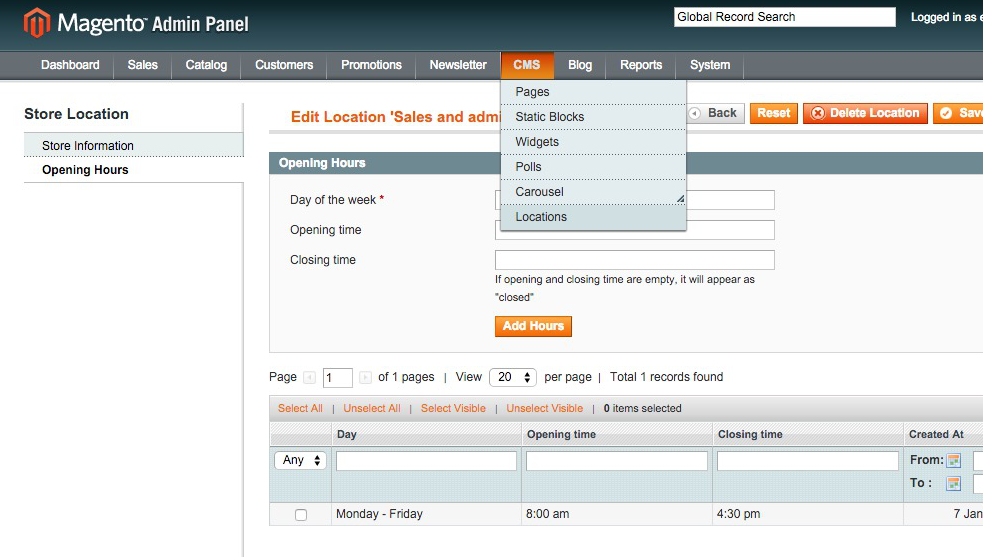 Magento Admin Panel
Global Record Search
Logged in as
Dashboard Sales Catalog Customers Promotions Newsletter CMS Blog Reports System
Store Location
Store Information
Opening Hours
Pages
Static Blocks
Widgets
Polls
Carousel
Locations
Edit Location 'Sales and admi
Back Reset Delete Location Sav
Opening Hours
Day of the week *
Opening time
Closing time
If opening and closing time are empty, it will appear as
"closed"
Add Hours
Page 1 of 1 pages | View 20 per page | Total 1 records found
Select All | Unselect All | Select Visible | Unselect Visible | 0 items selected
Day Opening time Closing time Created At
Any From:
To :
Monday - Friday 8:00 am 4:30 pm 7 Jan